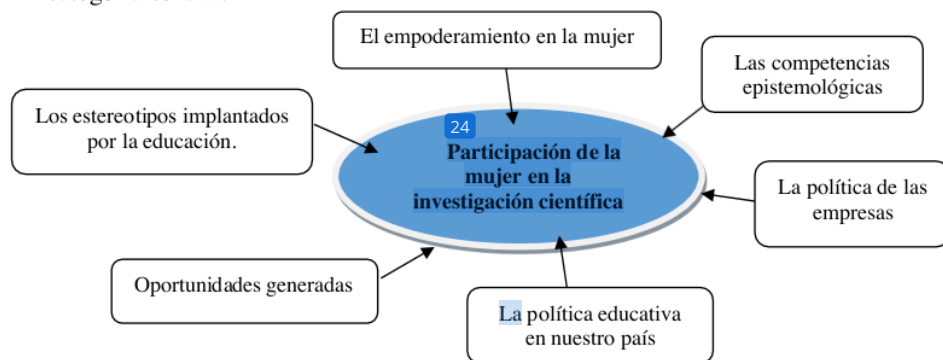 El empoderamiento en la mujer
Las competencias
epistemológicas
Los estereotipos implantados
por la educación.
24
Participación de la
mujer en la
investigación científica
La política de las
empresas
Oportunidades generadas
La política educativa
en nuestro país